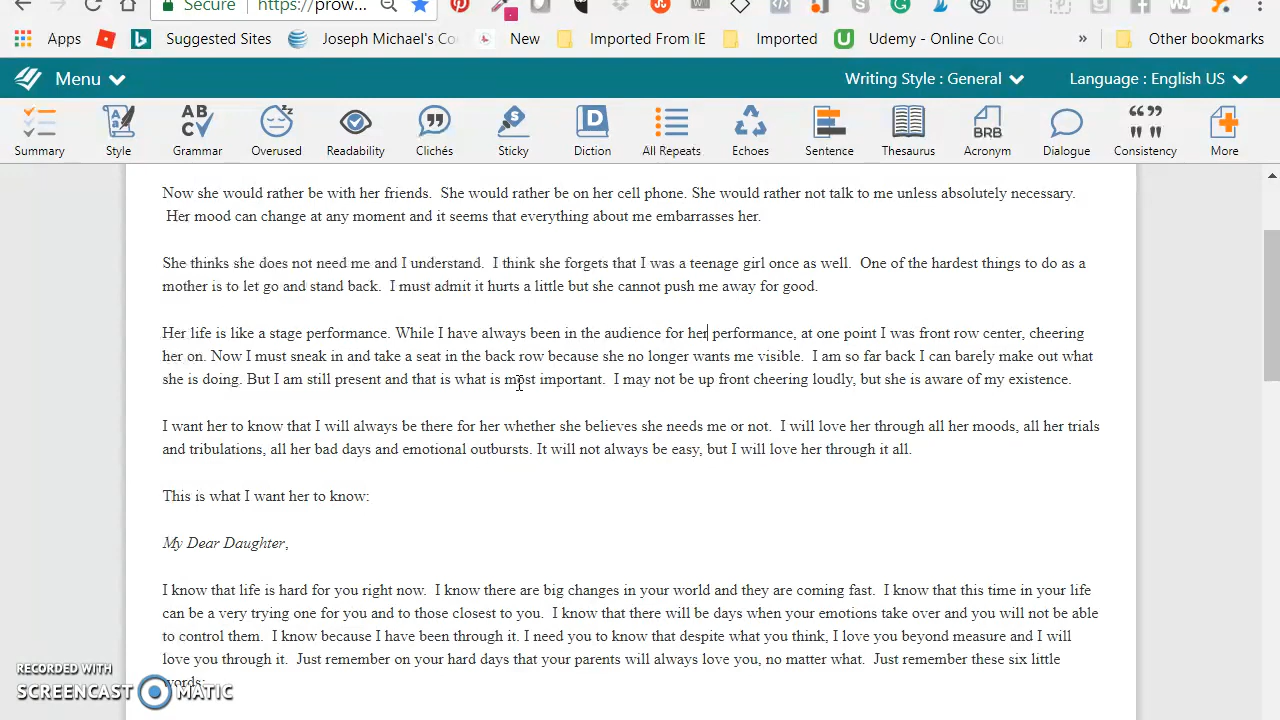 Secure https://prow...
Apps Suggested Sites Joseph Michael's Co New Imported From IE Imported Udemy - Online Cou » Other bookmarks
Menu Writing Style : General Language : English US
Summary Style Grammar Overused Readability Clichés Sticky Diction All Repeats Echoes Sentence Thesaurus Acronym Dialogue Consistency More
Now she would rather be with her friends.  She would rather be on her cell phone. She would rather not talk to me unless absolutely necessary.
Her mood can change at any moment and it seems that everything about me embarrasses her.
She thinks she does not need me and I understand.  I think she forgets that I was a teenage girl once as well.  One of the hardest things to do as a
mother is to let go and stand back.  I must admit it hurts a little but she cannot push me away for good.
Her life is like a stage performance. While I have always been in the audience for her performance, at one point I was front row center, cheering
her on. Now I must sneak in and take a seat in the back row because she no longer wants me visible.  I am so far back I can barely make out what
she is doing. But I am still present and that is what is most important.  I may not be up front cheering loudly, but she is aware of my existence.
I want her to know that I will always be there for her whether she believes she needs me or not.  I will love her through all her moods, all her trials
and tribulations, all her bad days and emotional outbursts. It will not always be easy, but I will love her through it all.
This is what I want her to know:
My Dear Daughter,
I know that life is hard for you right now.  I know there are big changes in your world and they are coming fast.  I know that this time in your life
can be a very trying one for you and to those closest to you.  I know that there will be days when your emotions take over and you will not be able
to control them.  I know because I have been through it. I need you to know that despite what you think, I love you beyond measure and I will
love you through it.  Just remember on your hard days that your parents will always love you, no matter what.  Just remember these six little
words:
RECORDED WITH
SCREENCAST MATIC